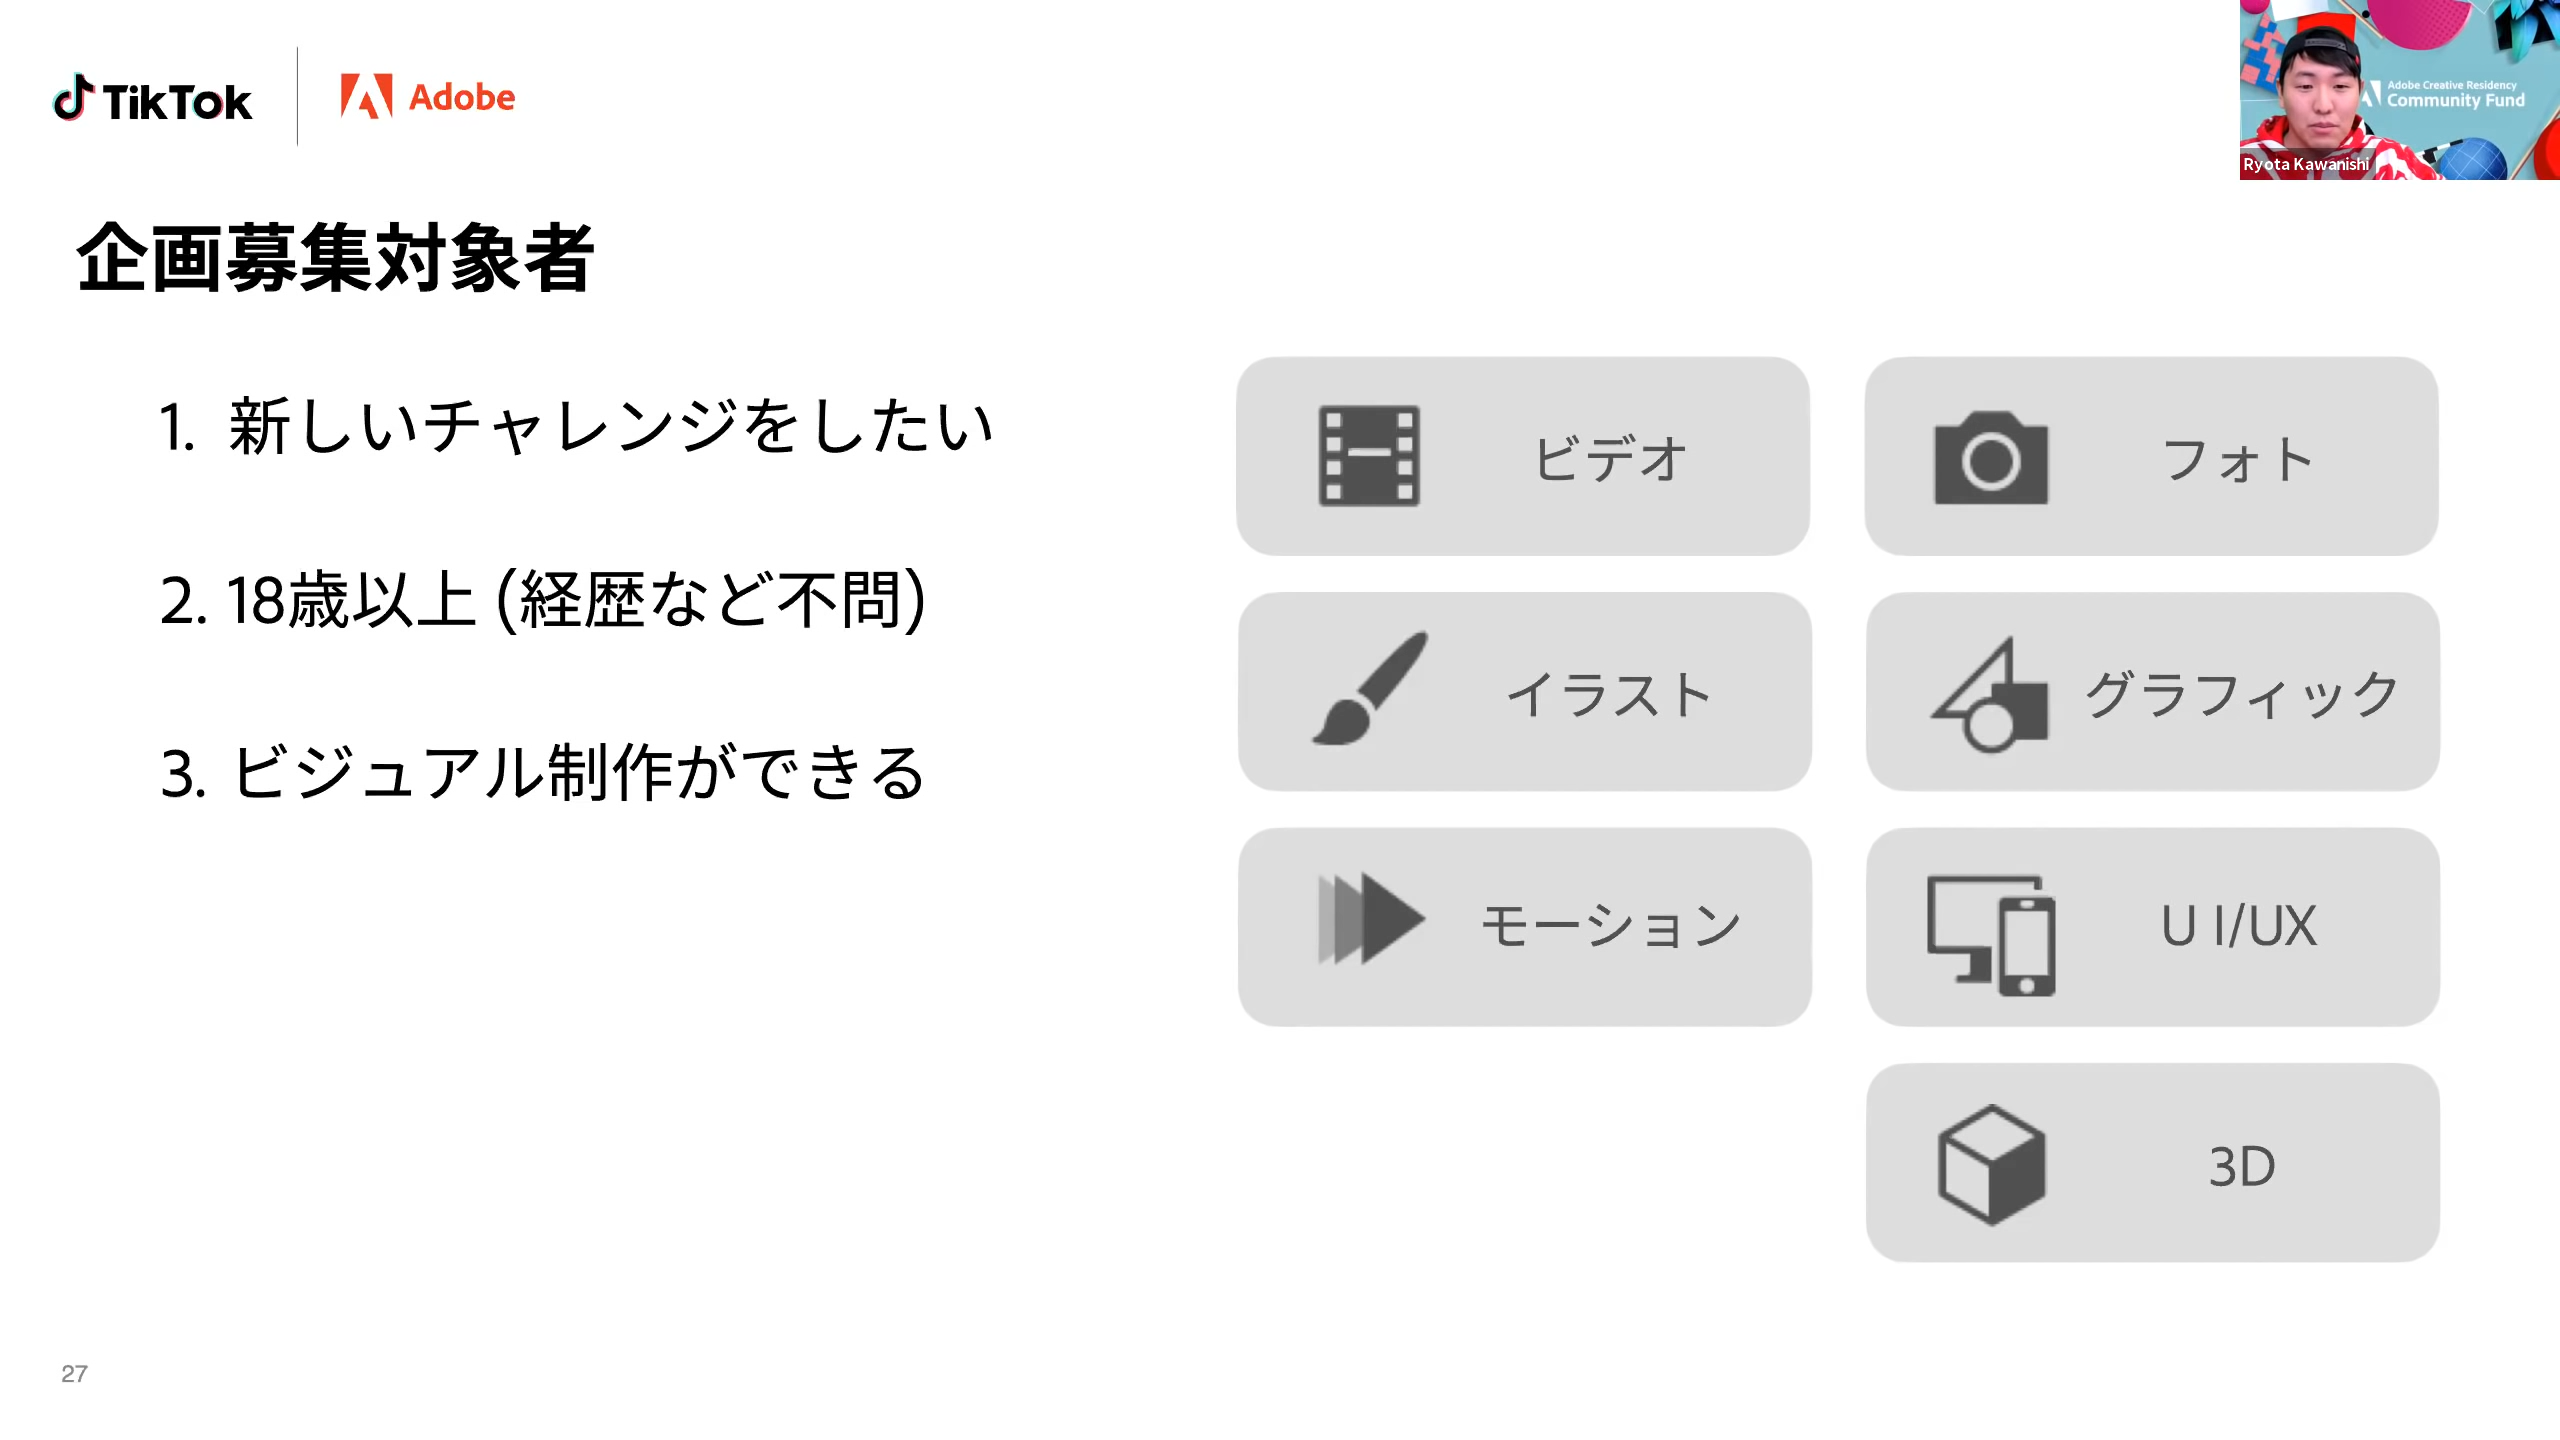 TikTok
Adobe
Adobe Creative Residency
Community Fund
Ryota Kawanishi
企画募集対象者
1. 新しいチャレンジをしたい
2. 18歳以上 (経歴など不問)
3. ビジュアル制作ができる
ビデオ
フォト
イラスト
グラフィック
モーション
U I/UX
3D
27